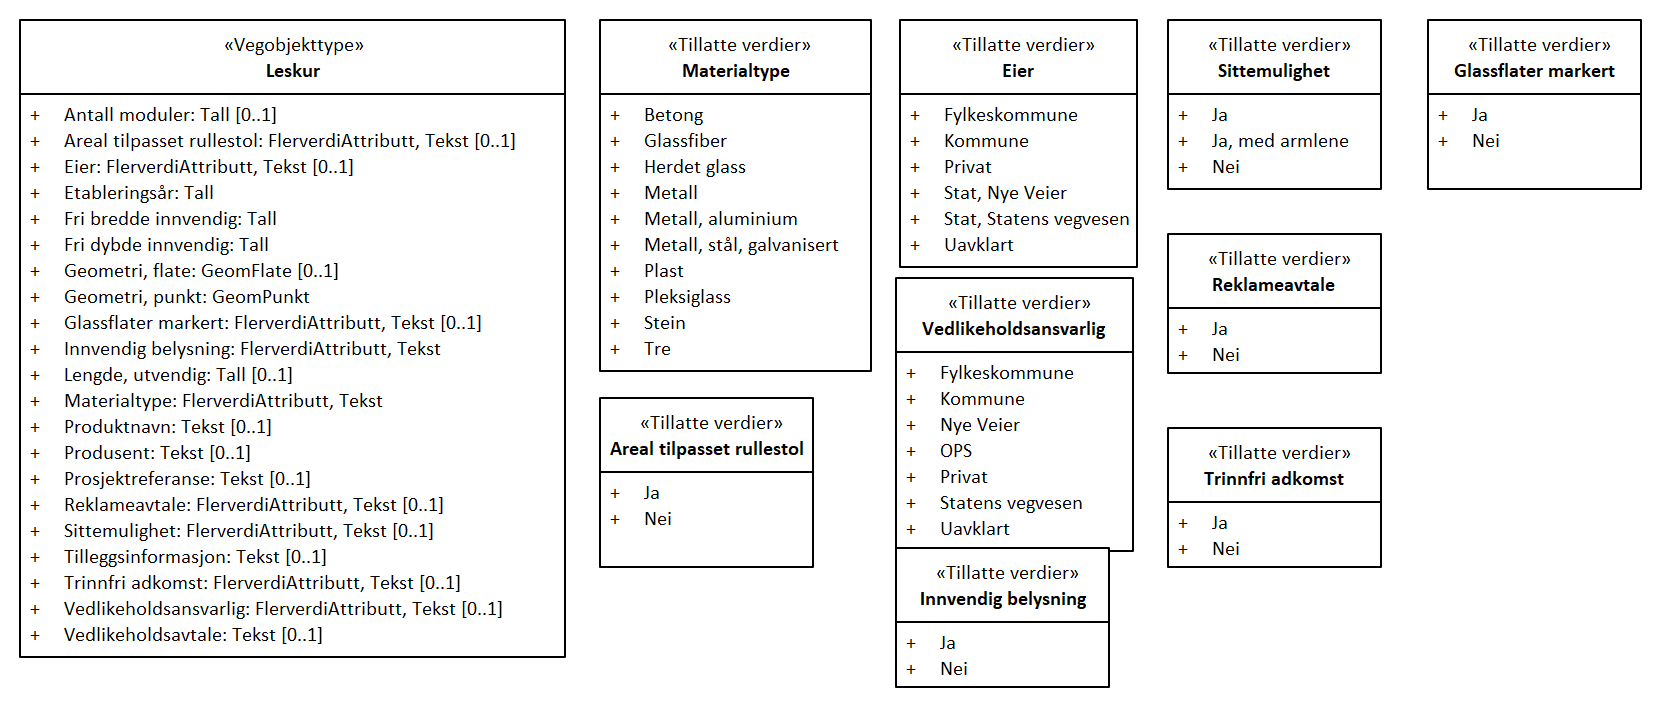 «Vegobjekttype»
Leskur
+ Antall moduler: Tall [0..1]
+ Areal tilpasset rullestol: FlerverdiAttributt, Tekst [0..1]
+ Eier: FlerverdiAttributt, Tekst [0..1]
+ Etableringsår: Tall
+ Fri bredde innvendig: Tall
+ Fri dybde innvendig: Tall
+ Geometri, flate: GeomFlate [0..1]
+ Geometri, punkt: GeomPunkt
+ Glassflater markert: FlerverdiAttributt, Tekst [0..1]
+ Innvendig belysning: FlerverdiAttributt, Tekst
+ Lengde, utvendig: Tall [0..1]
+ Materialtype: FlerverdiAttributt, Tekst
+ Produktnavn: Tekst [0..1]
+ Produsent: Tekst [0..1]
+ Prosjektreferanse: Tekst [0..1]
+ Reklameavtale: FlerverdiAttributt, Tekst [0..1]
+ Sittemulighet: FlerverdiAttributt, Tekst [0..1]
+ Tilleggsinformasjon: Tekst [0..1]
+ Trinnfri adkomst: FlerverdiAttributt, Tekst [0..1]
+ Vedlikeholdsansvarlig: FlerverdiAttributt, Tekst [0..1]
+ Vedlikeholdsavtale: Tekst [0..1]
«Tillatte verdier»
Materialtype
+ Betong
+ Glassfiber
+ Herdet glass
+ Metall
+ Metall, aluminium
+ Metall, stål, galvanisert
+ Plast
+ Pleksiglass
+ Stein
+ Tre
«Tillatte verdier»
Areal tilpasset rullestol
+ Ja
+ Nei
«Tillatte verdier»
Eier
+ Fylkeskommune
+ Kommune
+ Privat
+ Stat, Nye Veier
+ Stat, Statens vegvesen
+ Uavklart
«Tillatte verdier»
Vedlikeholdsansvarlig
+ Fylkeskommune
+ Kommune
+ Nye Veier
+ OPS
+ Privat
+ Statens vegvesen
+ Uavklart
«Tillatte verdier»
Innvendig belysning
+ Ja
+ Nei
«Tillatte verdier»
Sittemulighet
+ Ja
+ Ja, med armlene
+ Nei
«Tillatte verdier»
Reklameavtale
+ Ja
+ Nei
«Tillatte verdier»
Trinnfri adkomst
+ Ja
+ Nei
«Tillatte verdier»
Glassflater markert
+ Ja
+ Nei